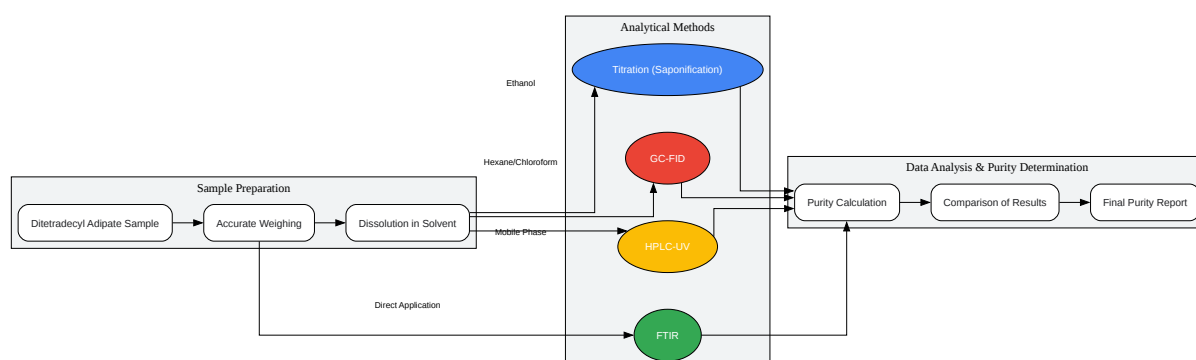 Analytical Methods
Titration (Saponification)
Ethanol
GC-FID
Hexane/Chloroform
Data Analysis & Purity Determination
Sample Preparation
Purity Calculation
Comparison of Results
Final Purity Report
Ditetradecyl Adipate Sample
Accurate Weighing
Dissolution in Solvent
Mobile Phase
HPLC-UV
Direct Application
FTIR